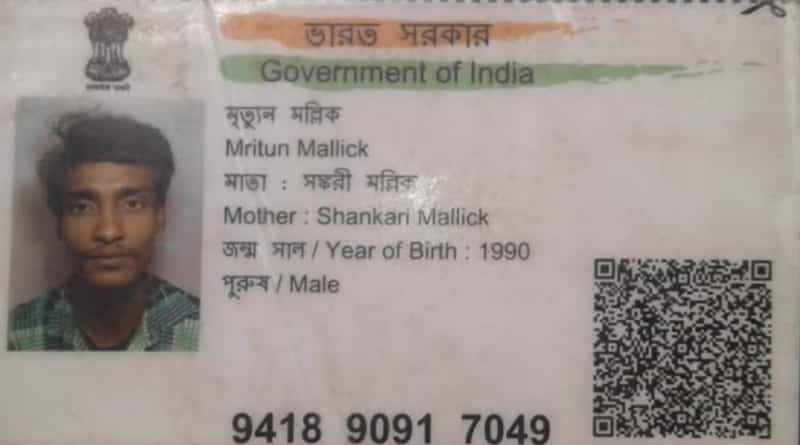 ভারত সরকার
Government of India
মৃত্যুন মল্লিক
Mritun Mallick
মাতা : সঙ্করী মল্লিক
Mother : Shankari Mallick
জন্ম সাল / Year of Birth : 1990
পুরুষ / Male
9418 9091 7049